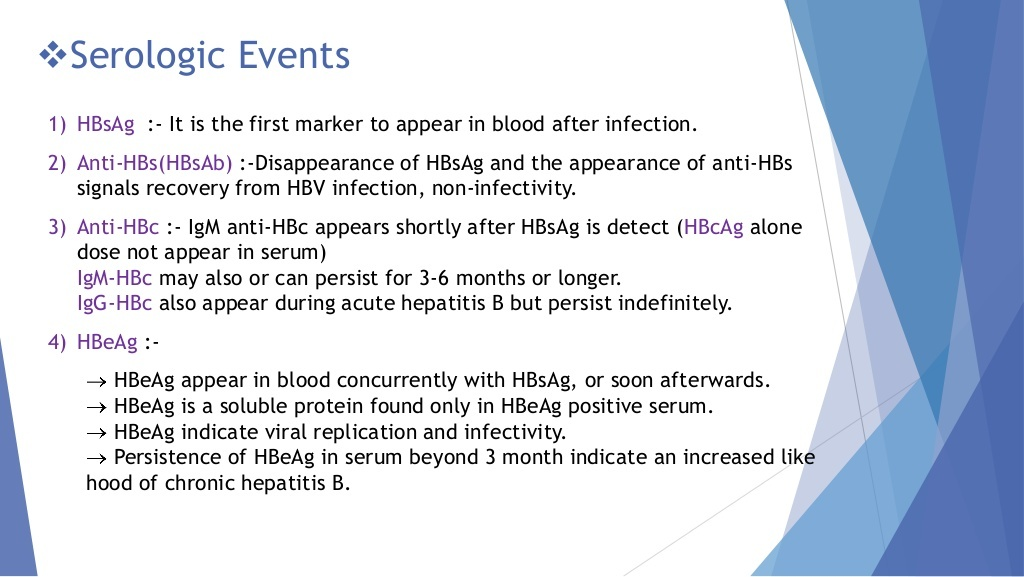 ❖Serologic Events
1) HBsAg :- It is the first marker to appear in blood after infection.
2) Anti-HBs(HBsAb) :-Disappearance of HBsAg and the appearance of anti-HBs
signals recovery from HBV infection, non-infectivity.
3) Anti-HBc :- IgM anti-HBc appears shortly after HBsAg is detect (HBcAg alone
dose not appear in serum)
IgM-HBc may also or can persist for 3-6 months or longer.
IgG-HBc also appear during acute hepatitis B but persist indefinitely.
4) HBeAg :-
→ HBeAg appear in blood concurrently with HBsAg, or soon afterwards.
→ HBeAg is a soluble protein found only in HBeAg positive serum.
→ HBeAg indicate viral replication and infectivity.
→ Persistence of HBeAg in serum beyond 3 month indicate an increased like
hood of chronic hepatitis B.